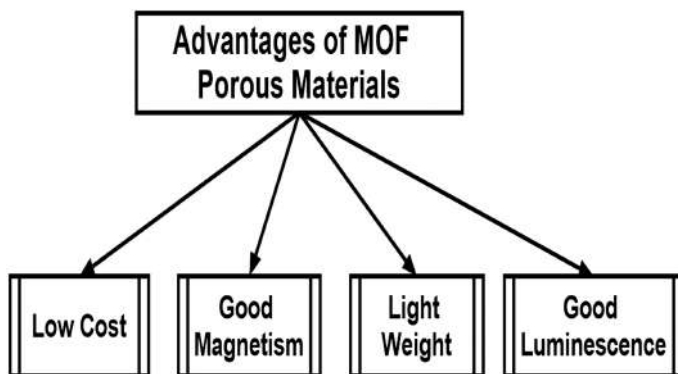 Advantages of MOF
Porous Materials
Low Cost
Good
Magnetism
Light
Weight
Good
Luminescence